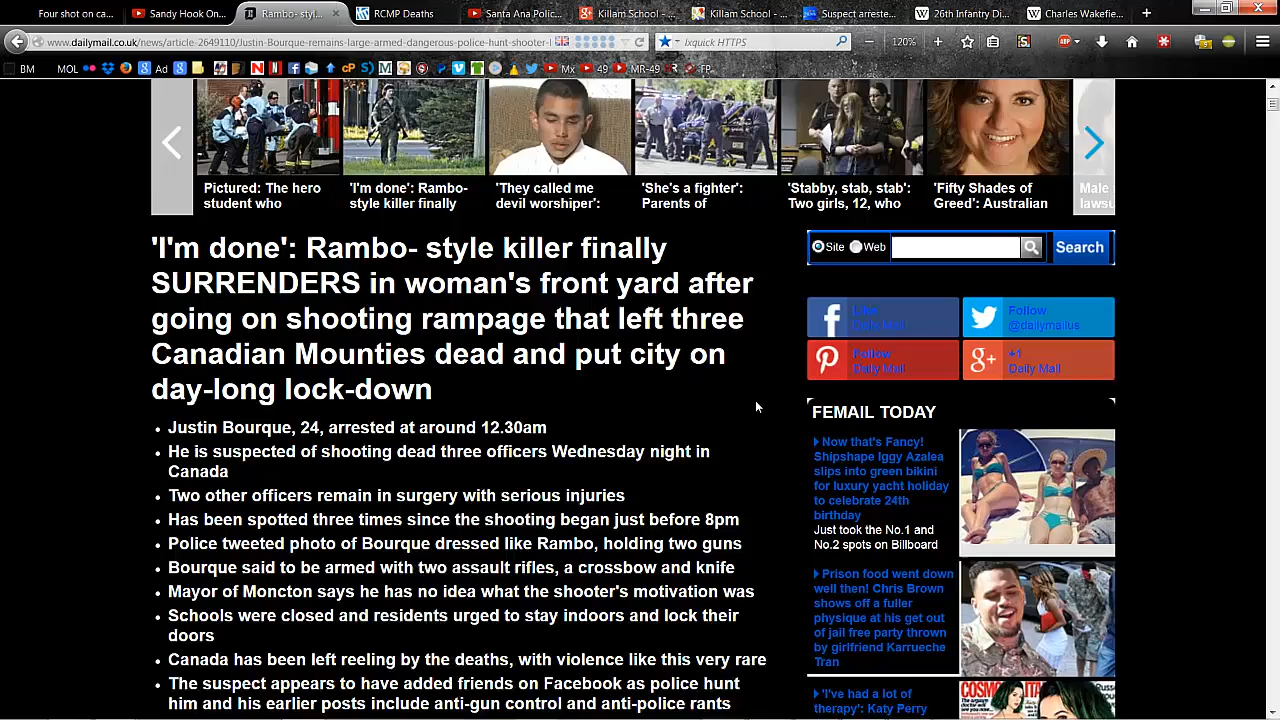 Four shot on ca...
Sandy Hook On...
Rambo- styl...
RCMP Deaths
Santa Ana Polic...
Killam School - ...
Killam School - ...
Suspect arreste...
26th Infantry Di...
Charles Wakefie...
www.dailymail.co.uk/news/article-2649110/Justin-Bourque-remains-large-armed-dangerous-police-hunt-shooter-l
Ixquick HTTPS
120%
BM
MOL
Ad
cP
Mx
49
MR-49
FP
Pictured: The hero
student who
'I'm done': Rambo-
style killer finally
'They called me
devil worshiper':
'She's a fighter':
Parents of
'Stabby, stab, stab':
Two girls, 12, who
'Fifty Shades of
Greed': Australian
Male
lawsu
'I'm done': Rambo- style killer finally
SURRENDERS in woman's front yard after
going on shooting rampage that left three
Canadian Mounties dead and put city on
day-long lock-down
Justin Bourque, 24, arrested at around 12.30am
He is suspected of shooting dead three officers Wednesday night in
Canada
Two other officers remain in surgery with serious injuries
Has been spotted three times since the shooting began just before 8pm
Police tweeted photo of Bourque dressed like Rambo, holding two guns
Bourque said to be armed with two assault rifles, a crossbow and knife
Mayor of Moncton says he has no idea what the shooter's motivation was
Schools were closed and residents urged to stay indoors and lock their
doors
Canada has been left reeling by the deaths, with violence like this very rare
The suspect appears to have added friends on Facebook as police hunt
him and his earlier posts include anti-gun control and anti-police rants
Site
Web
Search
Like
Daily Mail
Follow
@dailymailus
Follow
Daily Mail
+1
Daily Mail
FEMAIL TODAY
Now that's Fancy!
Shipshape Iggy Azalea
slips into green bikini
for luxury yacht holiday
to celebrate 24th
birthday
Just took the No.1 and
No.2 spots on Billboard
Prison food went down
well then! Chris Brown
shows off a fuller
physique at his get out
of jail free party thrown
by girlfriend Karrueche
Tran
'I've had a lot of
therapy': Katy Perry